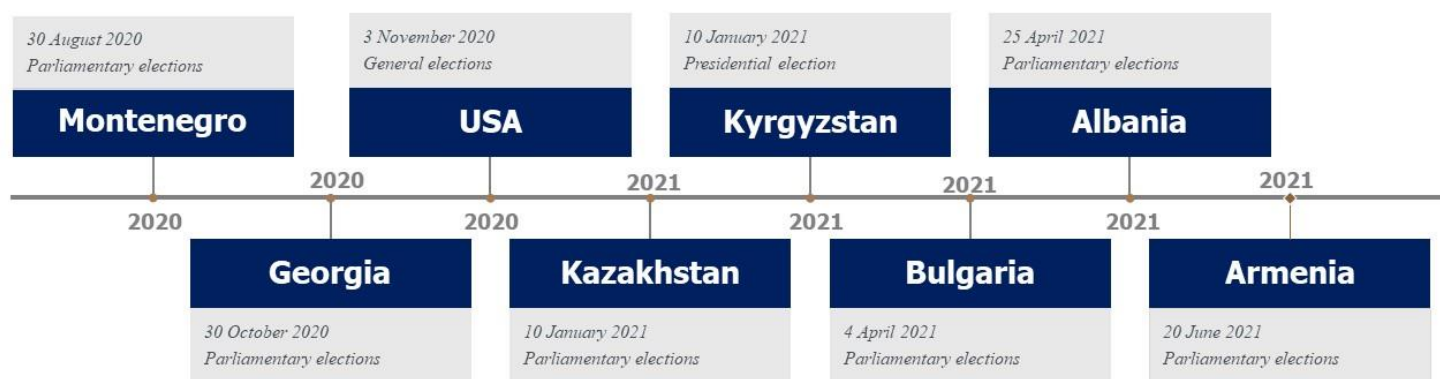 30 August 2020
Parliamentary elections
Montenegro
3 November 2020
General elections
USA
10 January 2021
Presidential election
Kyrgyzstan
25 April 2021
Parliamentary elections
Albania
2020
2021
2021
2021
2020
2020
2021
2021
Georgia
30 October 2020
Parliamentary elections
Kazakhstan
10 January 2021
Parliamentary elections
Bulgaria
4 April 2021
Parliamentary elections
Armenia
20 June 2021
Parliamentary elections